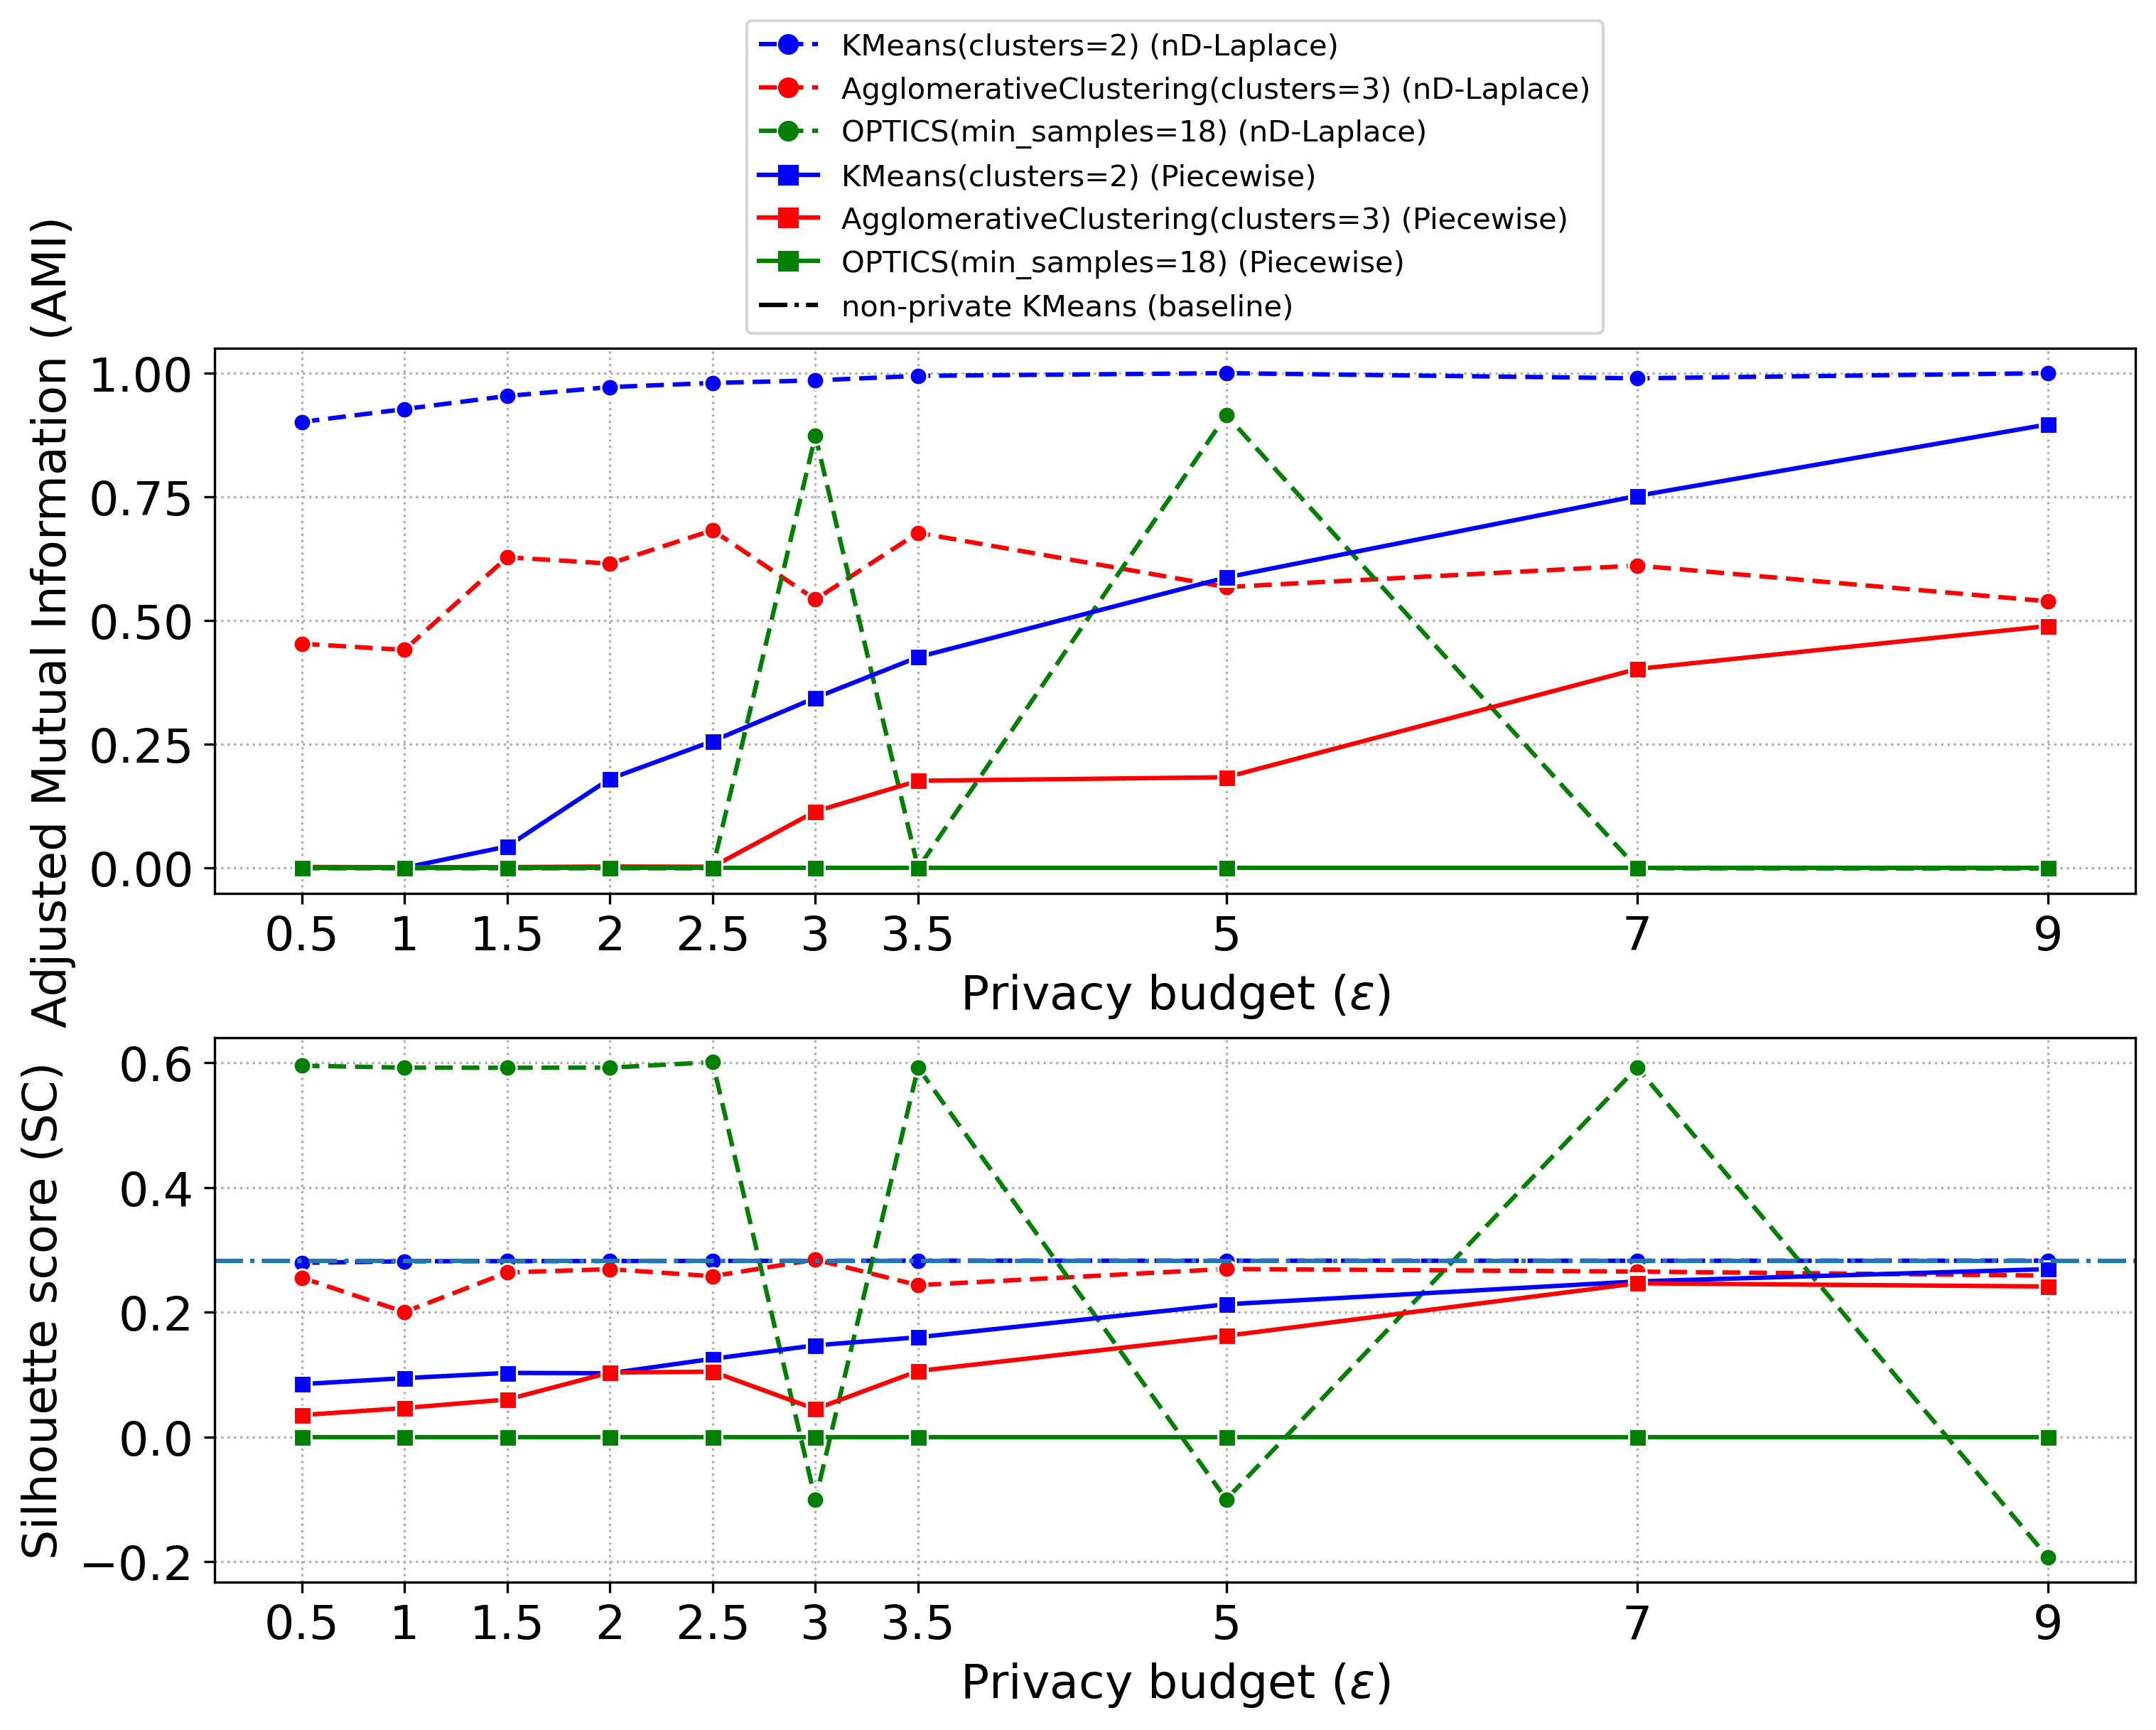 KMeans(clusters=2) (nD-Laplace)
AgglomerativeClustering(clusters=3) (nD-Laplace)
OPTICS(min_samples=18) (nD-Laplace)
KMeans(clusters=2) (Piecewise)
AgglomerativeClustering(clusters=3) (Piecewise)
OPTICS(min_samples=18) (Piecewise)
non-private KMeans (baseline)
Adjusted Mutual Information (AMI)
1.00
0.75
0.50
0.25
0.00
0.5 1 1.5 2 2.5 3 3.5 5 7 9
Privacy budget (ε)
Silhouette score (SC)
0.6
0.4
0.2
0.0
−0.2
0.5 1 1.5 2 2.5 3 3.5 5 7 9
Privacy budget (ε)